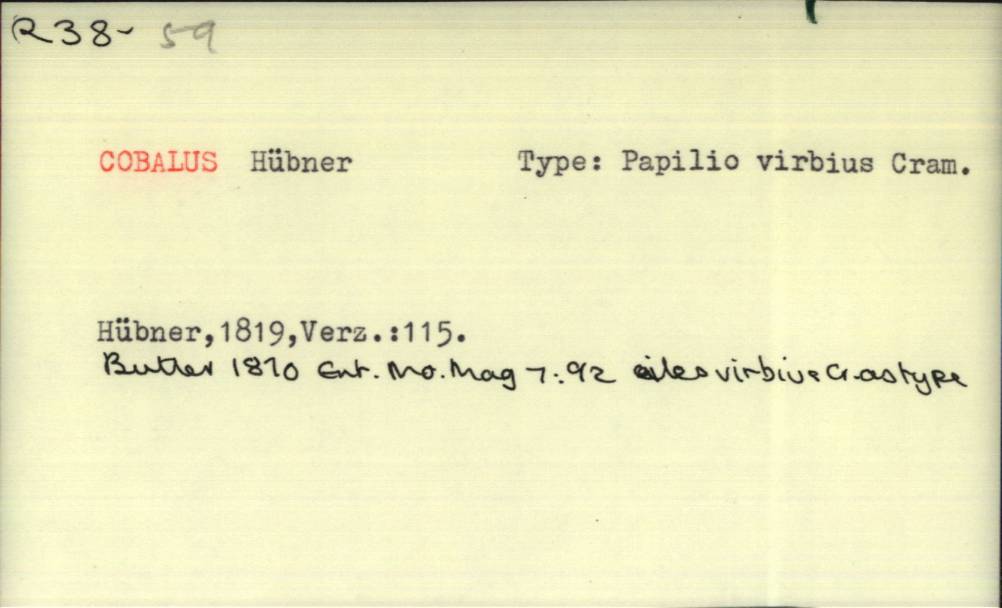 R38- 59
COBALUS Hübner Type: Papilio virbius Cram.
Hübner,1819,Verz.:115.
Butler 1870 Ent. Mo. Mag 7:92 cites virbius Cr. as type